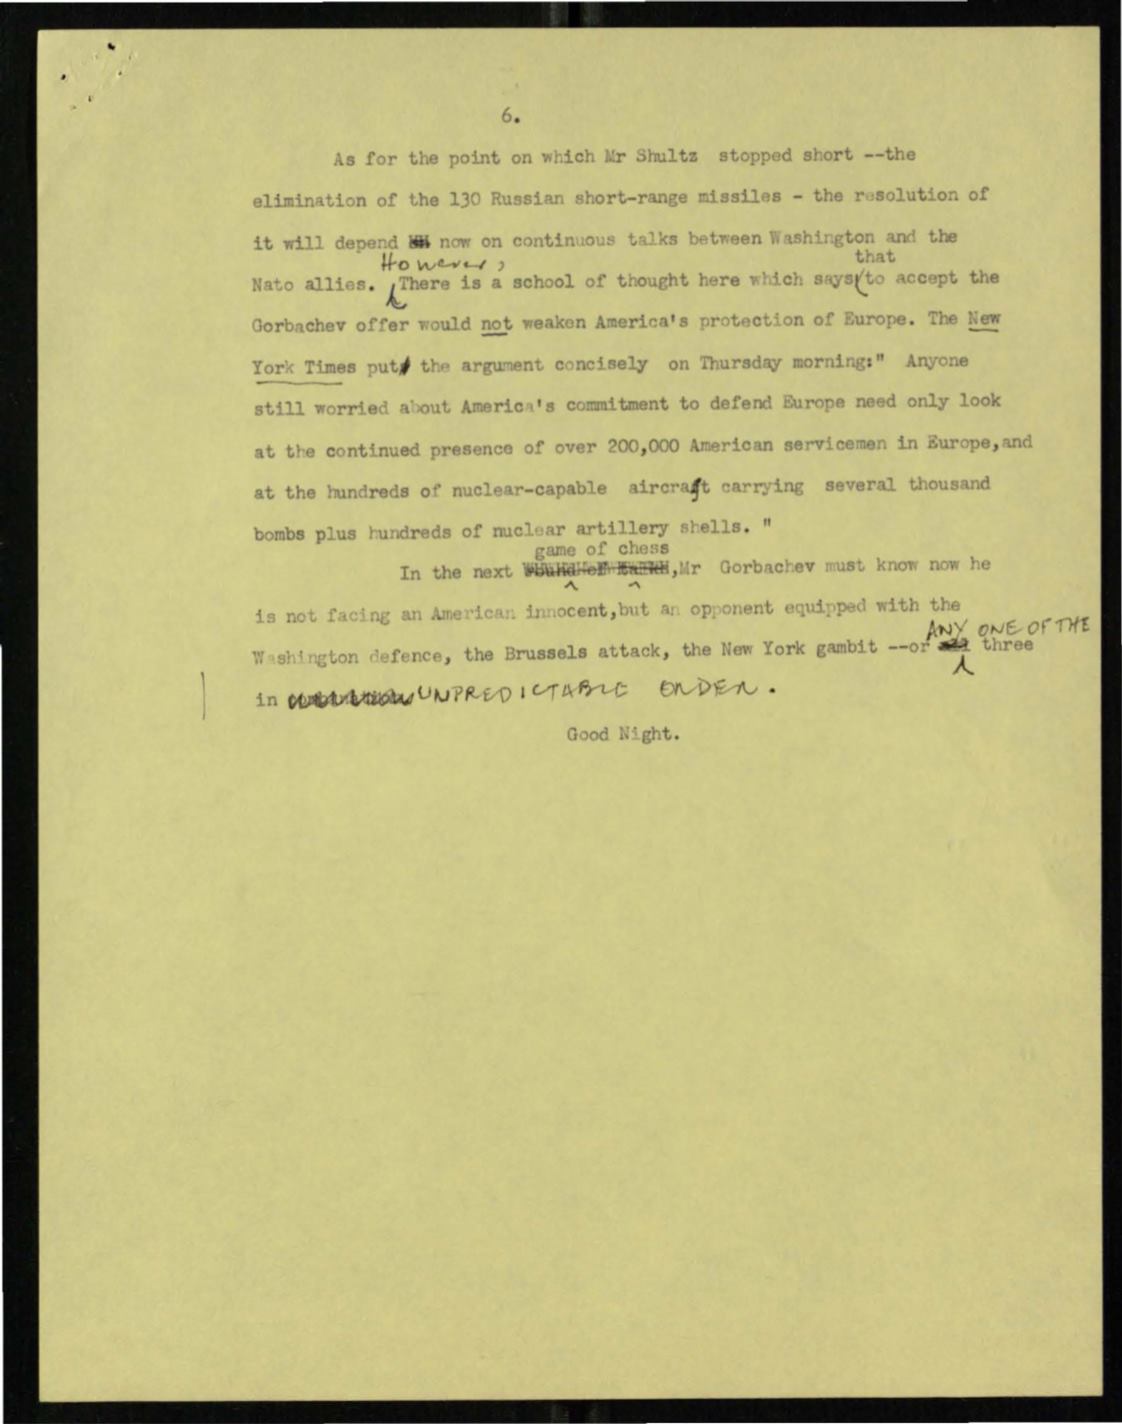 6.
As for the point on which Mr Shultz stopped short --the
elimination of the 130 Russian short-range missiles - the resolution of
it will depend now on continuous talks between Washington and the
However,
that
Nato allies. There is a school of thought here which says to accept the
Gorbachev offer would not weaken America's protection of Europe. The New
York Times put the argument concisely on Thursday morning:" Anyone
still worried about America's commitment to defend Europe need only look
at the continued presence of over 200,000 American servicemen in Europe,and
at the hundreds of nuclear-capable aircraft carrying several thousand
bombs plus hundreds of nuclear artillery shells. "
game of chess
In the next round of talks,Mr Gorbachev must know now he
is not facing an American innocent,but an opponent equipped with the
ANY ONE OF THE
Washington defence, the Brussels attack, the New York gambit --or three
in UNPREDICTABLE ORDER.
Good Night.